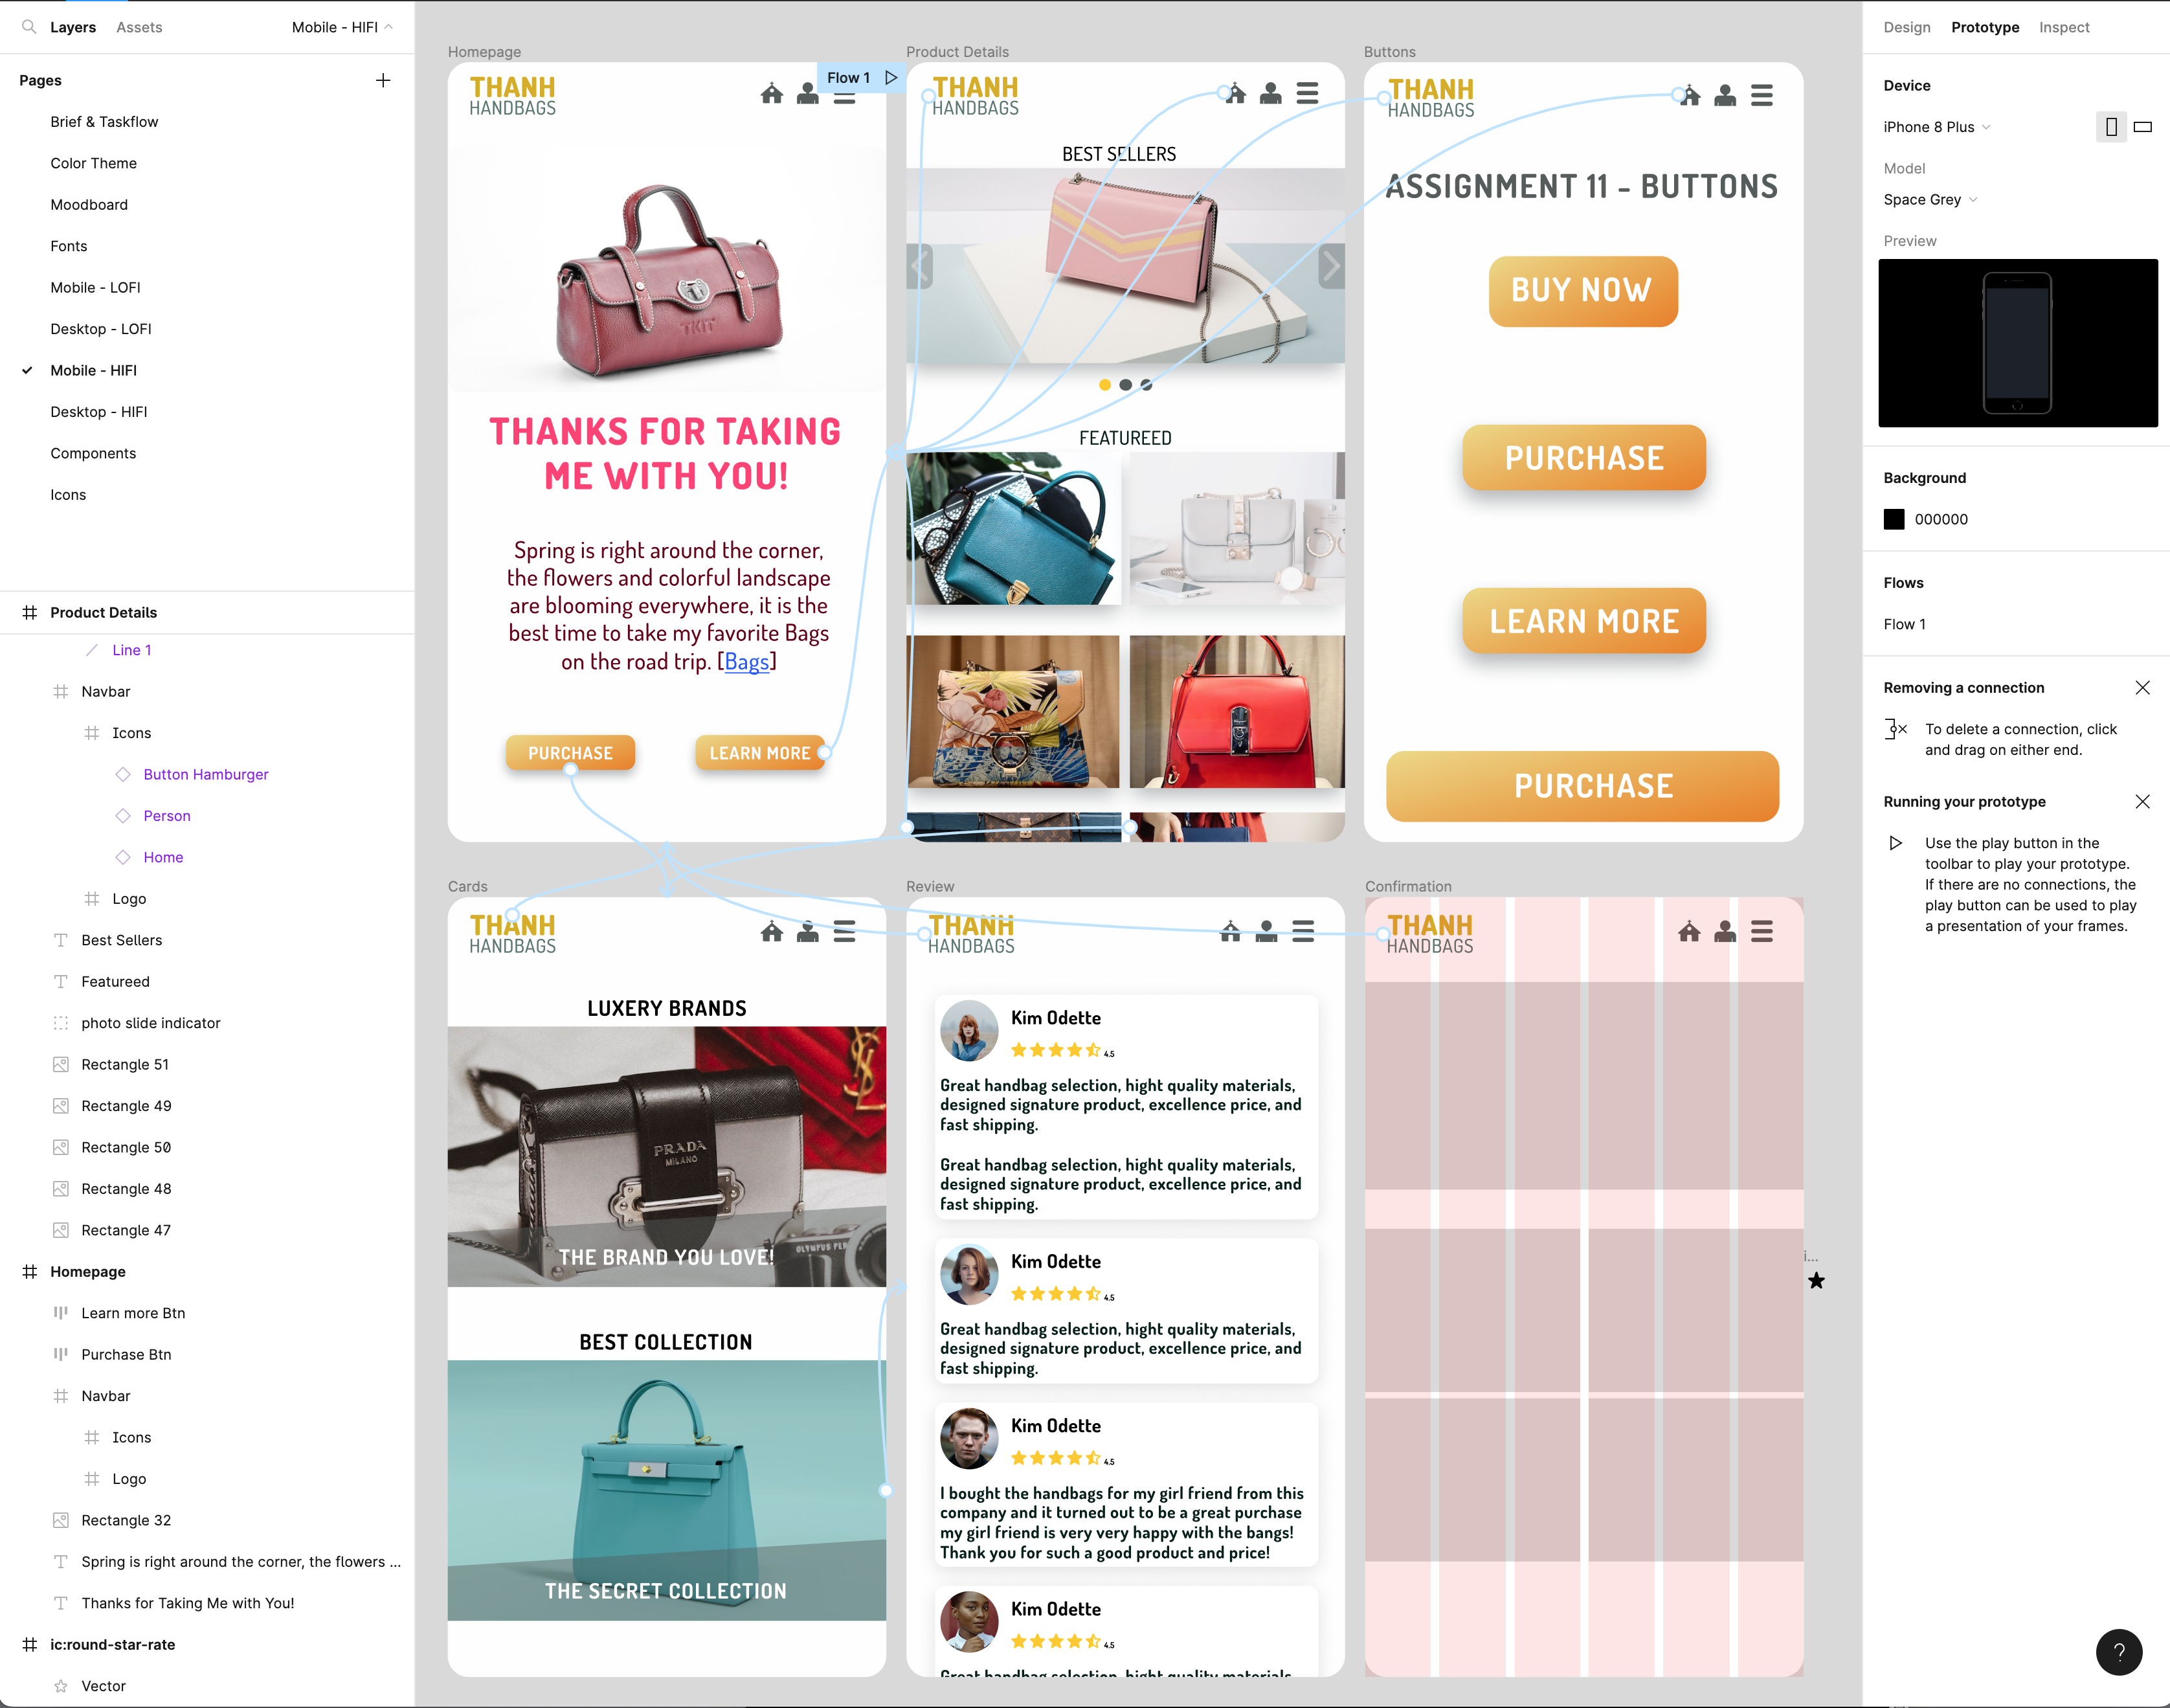 Layers
Assets
Mobile - HIFI
Pages
Brief & Taskflow
Color Theme
Moodboard
Fonts
Mobile - LOFI
Desktop - LOFI
Mobile - HIFI
Desktop - HIFI
Components
Icons
Product Details
Line 1
Navbar
Icons
Button Hamburger
Person
Home
Logo
Best Sellers
Featureed
photo slide indicator
Rectangle 51
Rectangle 49
Rectangle 50
Rectangle 48
Rectangle 47
Homepage
Learn more Btn
Purchase Btn
Navbar
Icons
Logo
Rectangle 32
Spring is right around the corner, the flowers ...
Thanks for Taking Me with You!
ic:round-star-rate
Vector
Homepage
THANH
HANDBAGS
Flow 1
TKIT
THANKS FOR TAKING
ME WITH YOU!
Spring is right around the corner,
the flowers and colorful landscape
are blooming everywhere, it is the
best time to take my favorite Bags
on the road trip. [Bags]
PURCHASE
LEARN MORE
Product Details
THANH
HANDBAGS
BEST SELLERS
FEATUREED
Buttons
THANH
HANDBAGS
ASSIGNMENT 11 - BUTTONS
BUY NOW
PURCHASE
LEARN MORE
PURCHASE
Cards
THANH
HANDBAGS
LUXERY BRANDS
PRADA
MILANO
OLYMPUS PEN
THE BRAND YOU LOVE!
BEST COLLECTION
THE SECRET COLLECTION
Review
THANH
HANDBAGS
Kim Odette
4.5
Great handbag selection, hight quality materials,
designed signature product, excellence price, and
fast shipping.
Great handbag selection, hight quality materials,
designed signature product, excellence price, and
fast shipping.
Kim Odette
4.5
Great handbag selection, hight quality materials,
designed signature product, excellence price, and
fast shipping.
Kim Odette
4.5
I bought the handbags for my girl friend from this
company and it turned out to be a great purchase
my girl friend is very very happy with the bangs!
Thank you for such a good product and price!
Kim Odette
4.5
Great handbag selection, hight quality materials,
Confirmation
THANH
HANDBAGS
i...
Design
Prototype
Inspect
Device
iPhone 8 Plus
Model
Space Grey
Preview
Background
000000
Flows
Flow 1
Removing a connection
To delete a connection, click
and drag on either end.
Running your prototype
Use the play button in the
toolbar to play your prototype.
If there are no connections, the
play button can be used to play
a presentation of your frames.
?